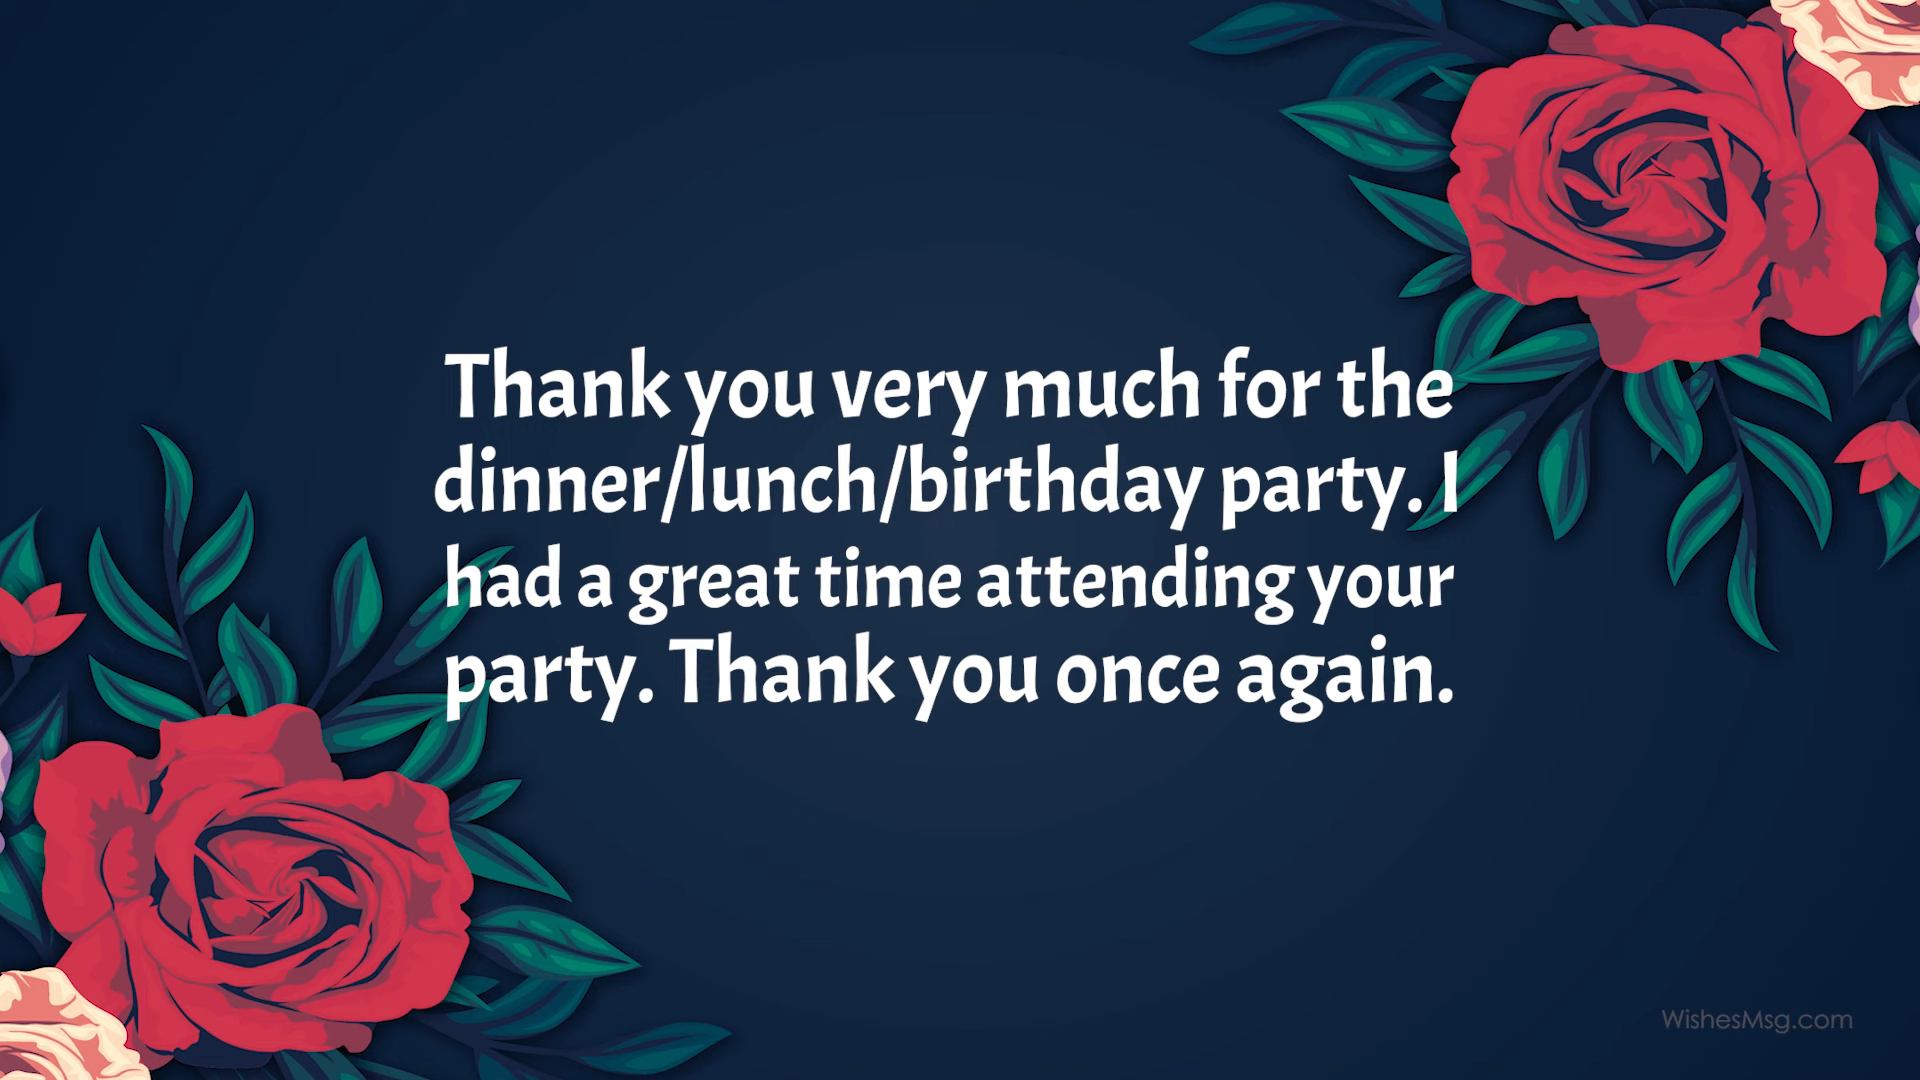 Thank you very much for the
dinner/lunch/birthday party. I
had a great time attending your
party. Thank you once again.
WishesMsg.com